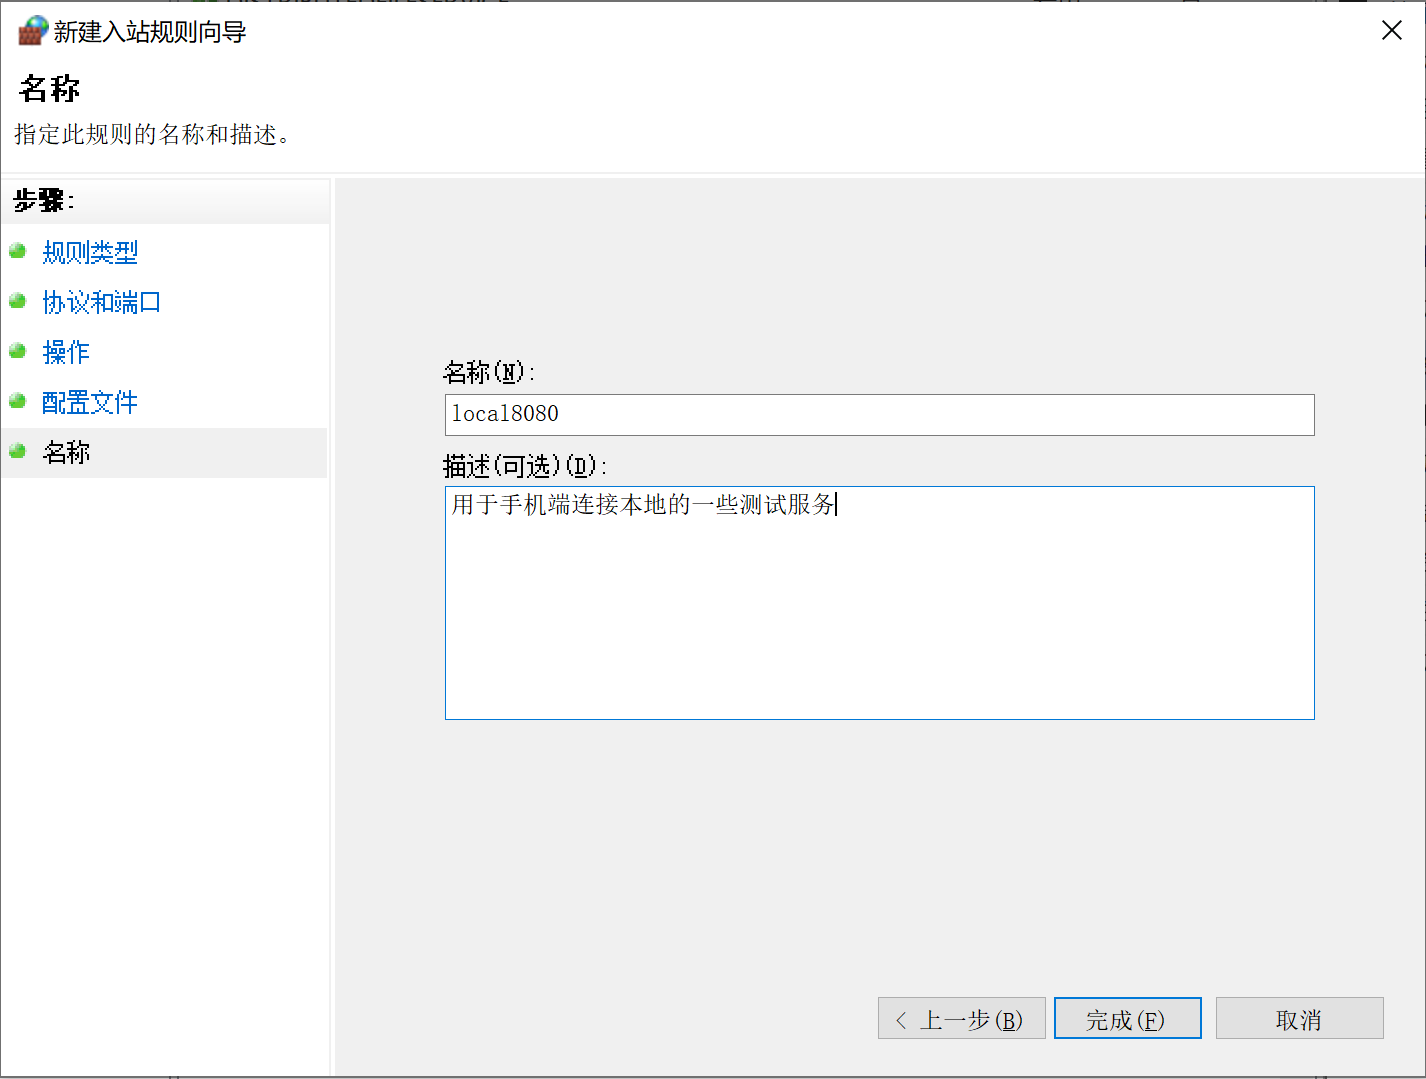 新建入站规则向导
名称
指定此规则的名称和描述。
步骤:
规则类型
协议和端口
操作
配置文件
名称
名称(N):
local8080
描述(可选)(D):
用于手机端连接本地的一些测试服务
< 上一步(B)
完成(F)
取消